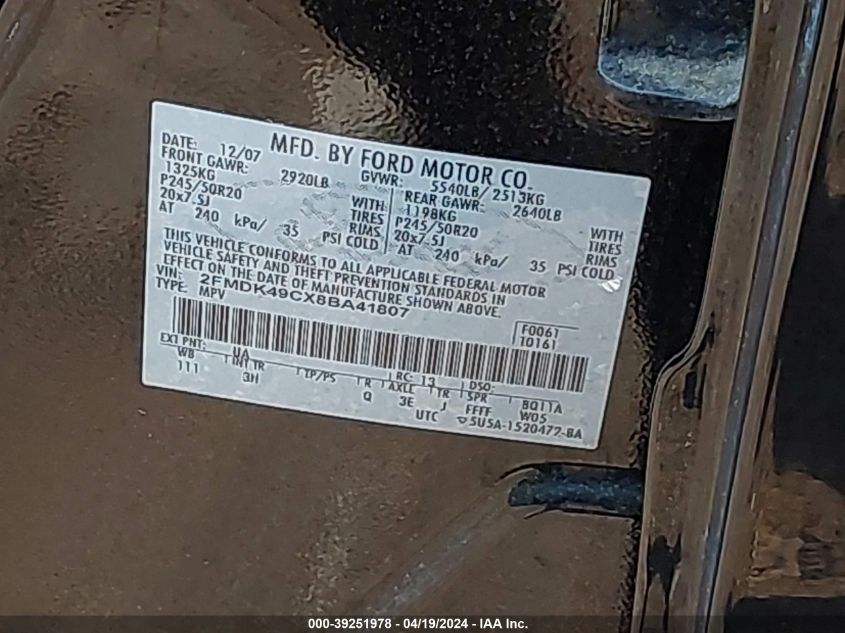 MFD. BY FORD MOTOR CO.
DATE: 12/07 GVWR: 5540LB/ 2513KG
FRONT GAWR: 2920LB REAR GAWR: 2640LB
1325KG WITH 1198KG WITH
P245/50R20 TIRES P245/50R20 TIRES
20x7.5J RIMS 20x7.5J RIMS
AT 240 kPa/ 35 PSI COLD AT 240 kPa/ 35 PSI COLD
THIS VEHICLE CONFORMS TO ALL APPLICABLE FEDERAL MOTOR
VEHICLE SAFETY AND THEFT PREVENTION STANDARDS IN
EFFECT ON THE DATE OF MANUFACTURE SHOWN ABOVE.
VIN: 2FMDK49CX8BA41807
TYPE: MPV
F0061
T0161
EXT PNT: UA RC: 13 DSO:
WB INT TR TP/PS R AXLE TR SPR BQ11A
111 3H Q 3E J FFFF W05
UTC 5U5A-1520472-BA
000-39251978 - 04/19/2024 - IAA Inc.